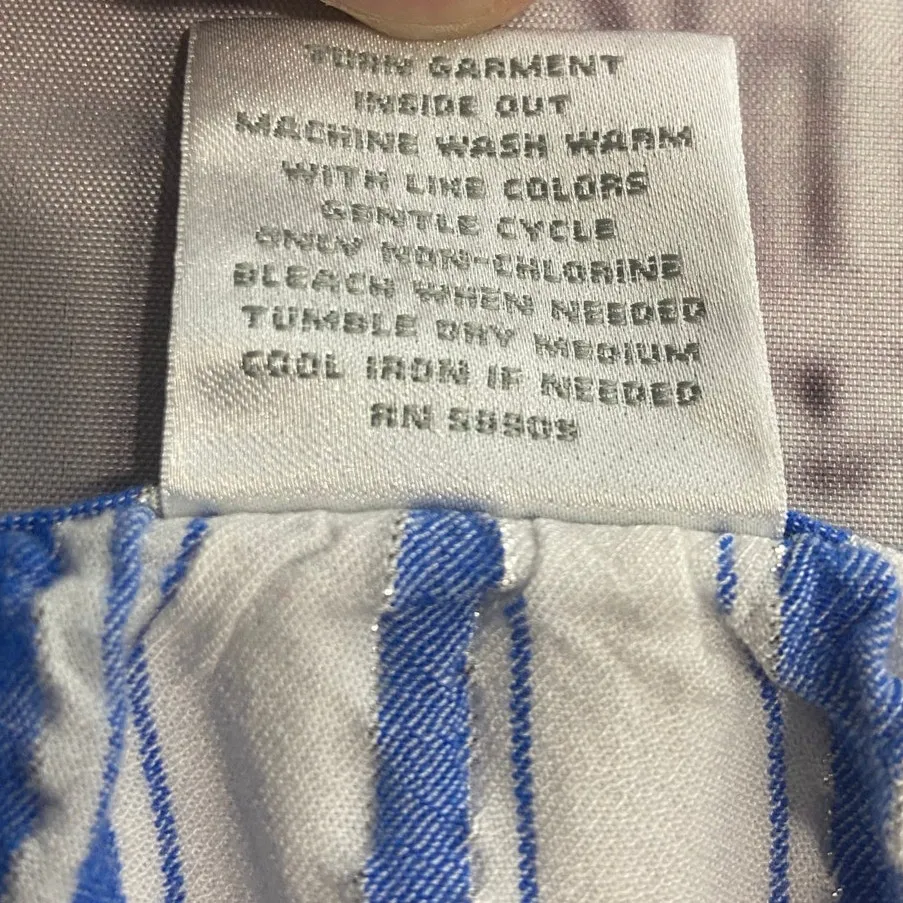 TURN GARMENT
INSIDE OUT
MACHINE WASH WARM
WITH LIKE COLORS
GENTLE CYCLE
ONLY NON-CHLORINE
BLEACH WHEN NEEDED
TUMBLE DRY MEDIUM
COOL IRON IF NEEDED
RN